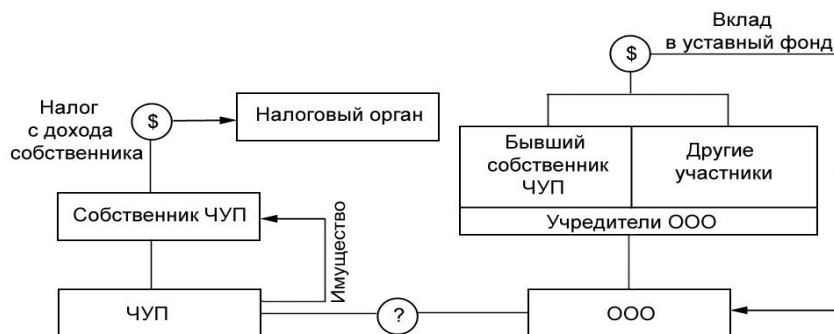 Вклад
в уставный фонд
$
Налог
с дохода
собственника
$
Налоговый орган
Бывший
собственник
ЧУП
Другие
участники
Учредители ООО
Собственник ЧУП
Имущество
ЧУП
?
ООО